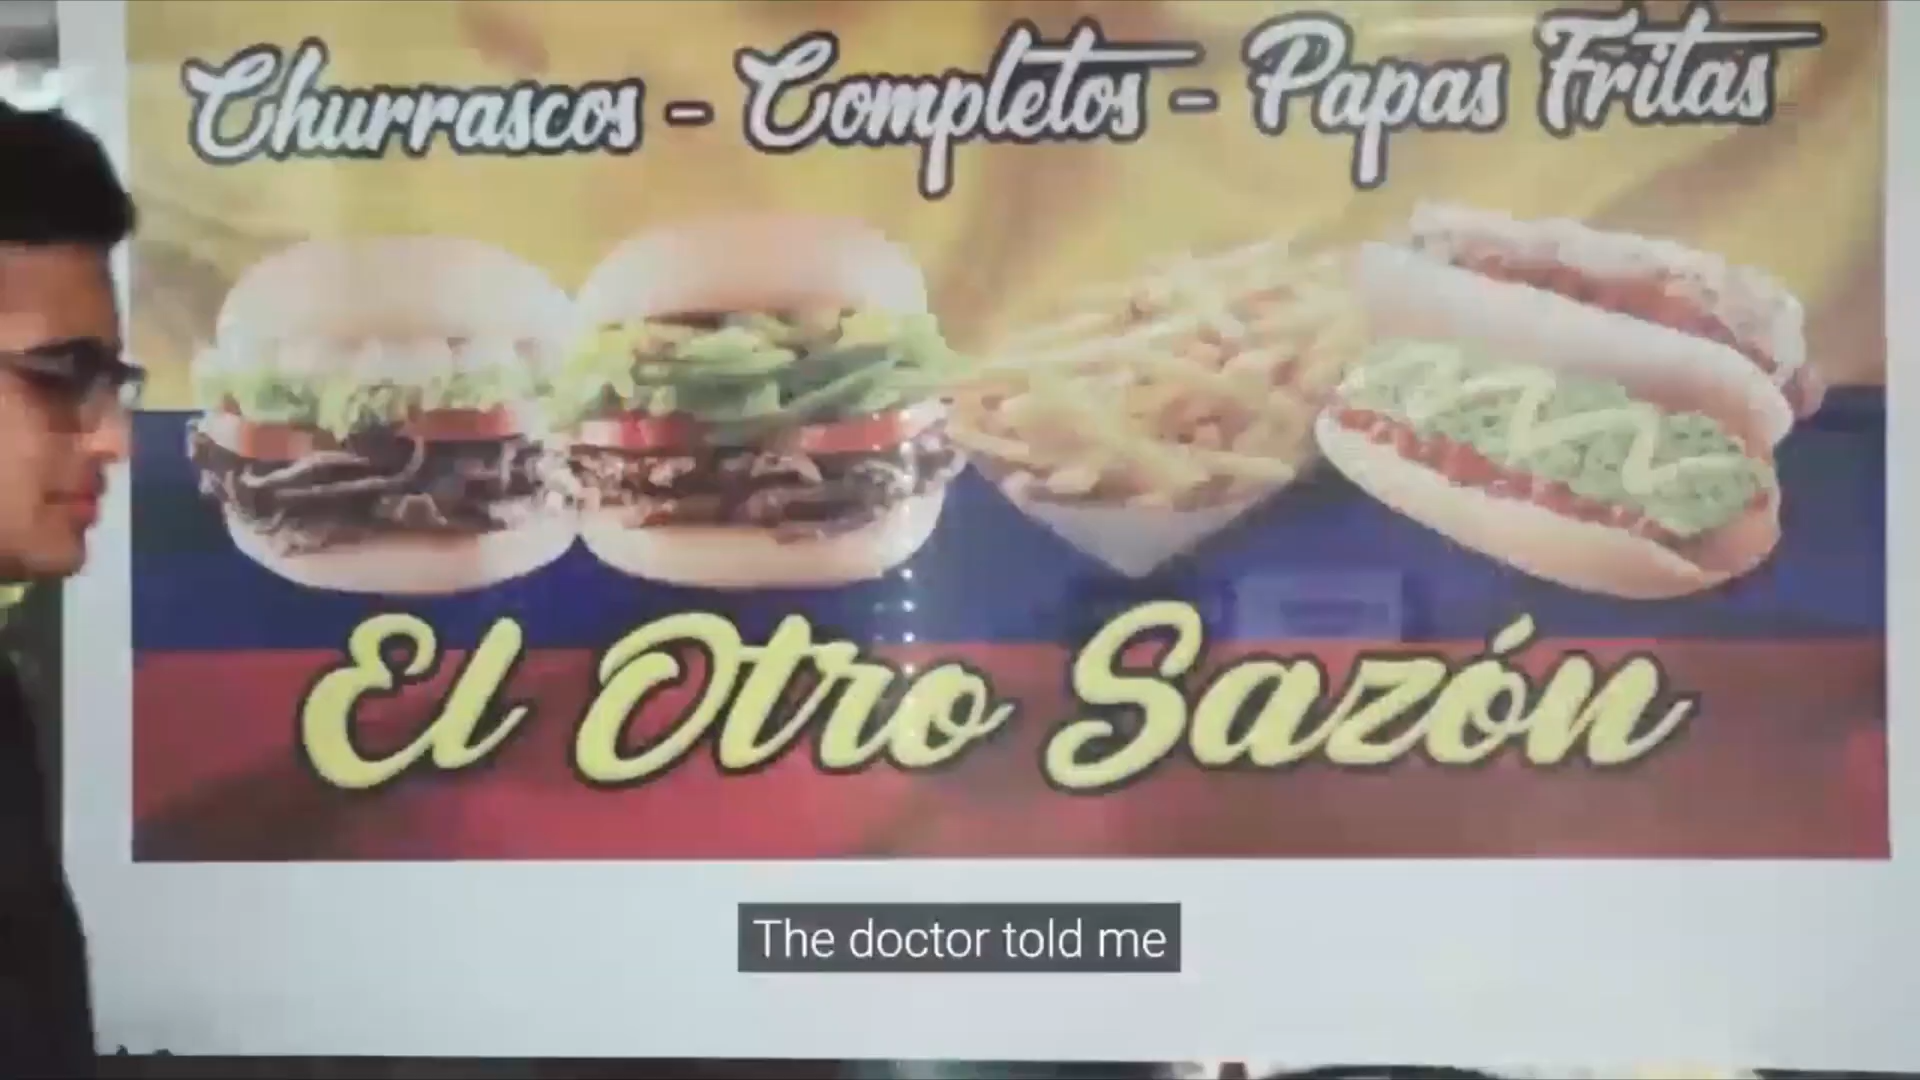 Churrascos - Completos - Papas Fritas
El Otro Sazón
The doctor told me